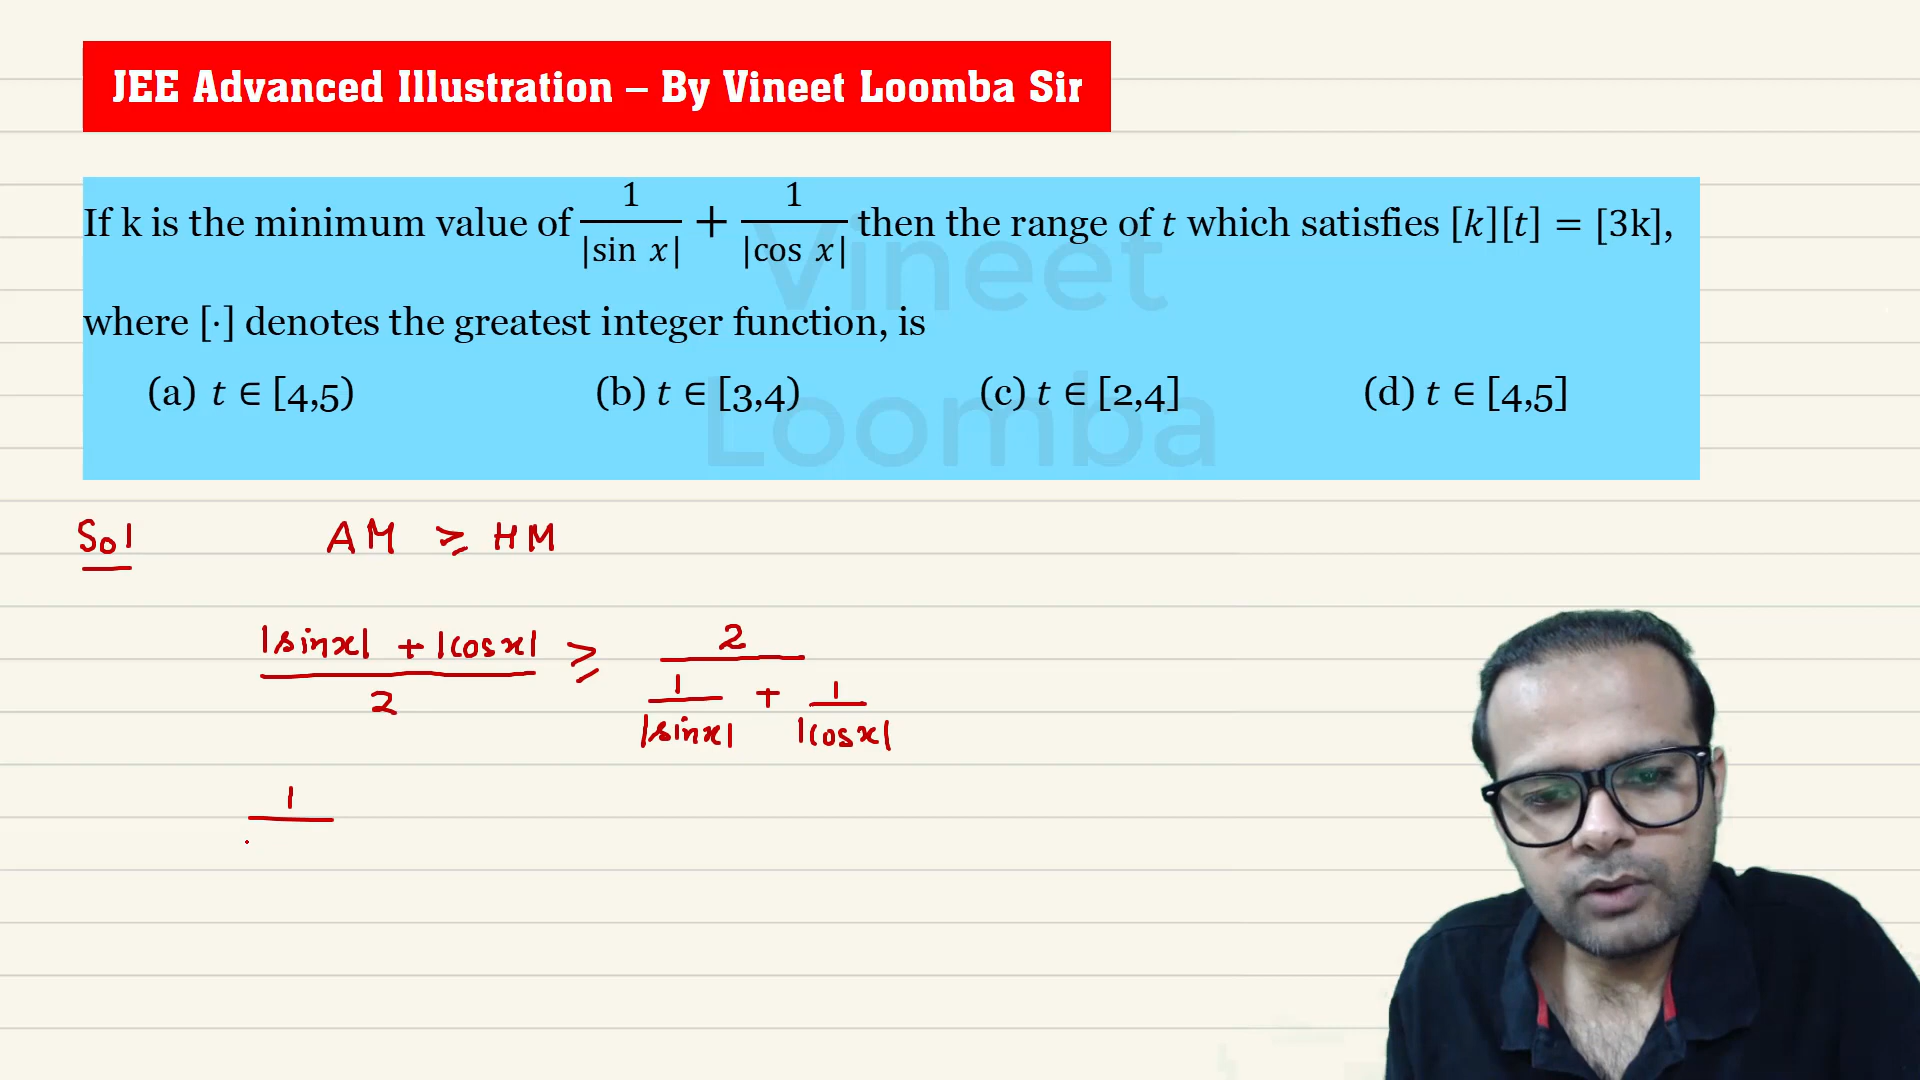 JEE Advanced Illustration – By Vineet Loomba Sir
If k is the minimum value of 1/|sin x| + 1/|cos x| then the range of t which satisfies [k][t] = [3k],
where [·] denotes the greatest integer function, is
(a) t ∈ [4,5) (b) t ∈ [3,4) (c) t ∈ [2,4] (d) t ∈ [4,5]
Vineet
Loomba
Sol AM ≥ HM
(|sinx| + |cosx|)/2 ≥ 2/(1/|sinx| + 1/|cosx|)
1